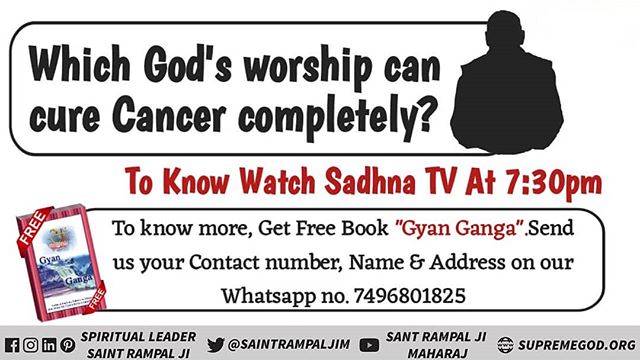 Which God's worship can
cure Cancer completely?
To Know Watch Sadhna TV At 7:30pm
FREE
Gyan
Ganga
FREE
To know more, Get Free Book "Gyan Ganga".Send
us your Contact number, Name & Address on our
Whatsapp no. 7496801825
SPIRITUAL LEADER
SAINT RAMPAL JI
@SAINTRAMPALJIM
SANT RAMPAL JI
MAHARAJ
SUPREMEGOD.ORG